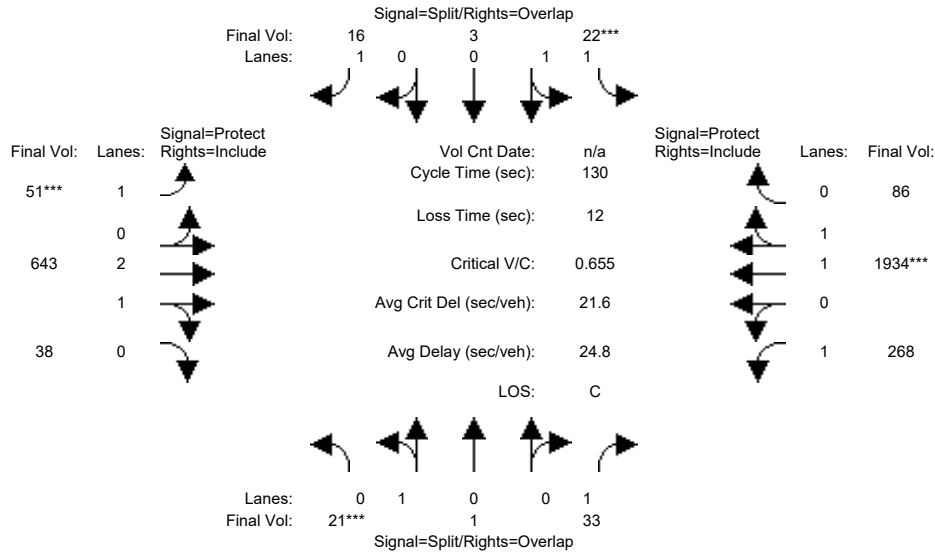 Signal=Split/Rights=Overlap
Final Vol: 16 3 22***
Lanes: 1 0 0 1 1
Signal=Protect Signal=Protect
Final Vol: Lanes: Rights=Include Vol Cnt Date: n/a Rights=Include Lanes: Final Vol:
Cycle Time (sec): 130
51*** 1 0 86
Loss Time (sec): 12
0 1
643 2 Critical V/C: 0.655 1 1934***
1 Avg Crit Del (sec/veh): 21.6 0
38 0 Avg Delay (sec/veh): 24.8 1 268
LOS: C
Lanes: 0 1 0 0 1
Final Vol: 21*** 1 33
Signal=Split/Rights=Overlap